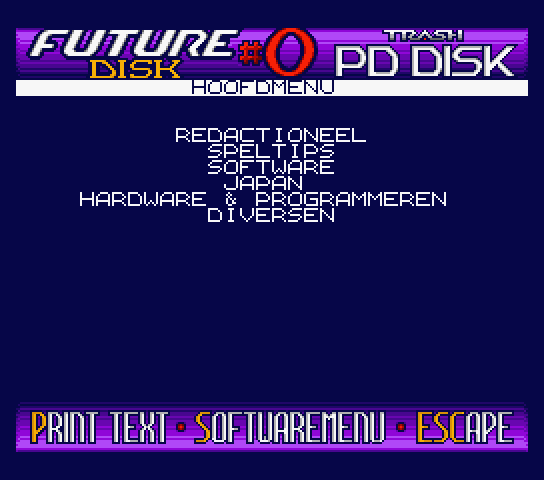 FUTURE DISK #0 TRASH PD DISK
HOOFDMENU
REDACTIONEEL
SPELTIPS
SOFTWARE
JAPAN
HARDWARE & PROGRAMMEREN
DIVERSEN
PRINT TEXT · SOFTWAREMENU · ESCAPE